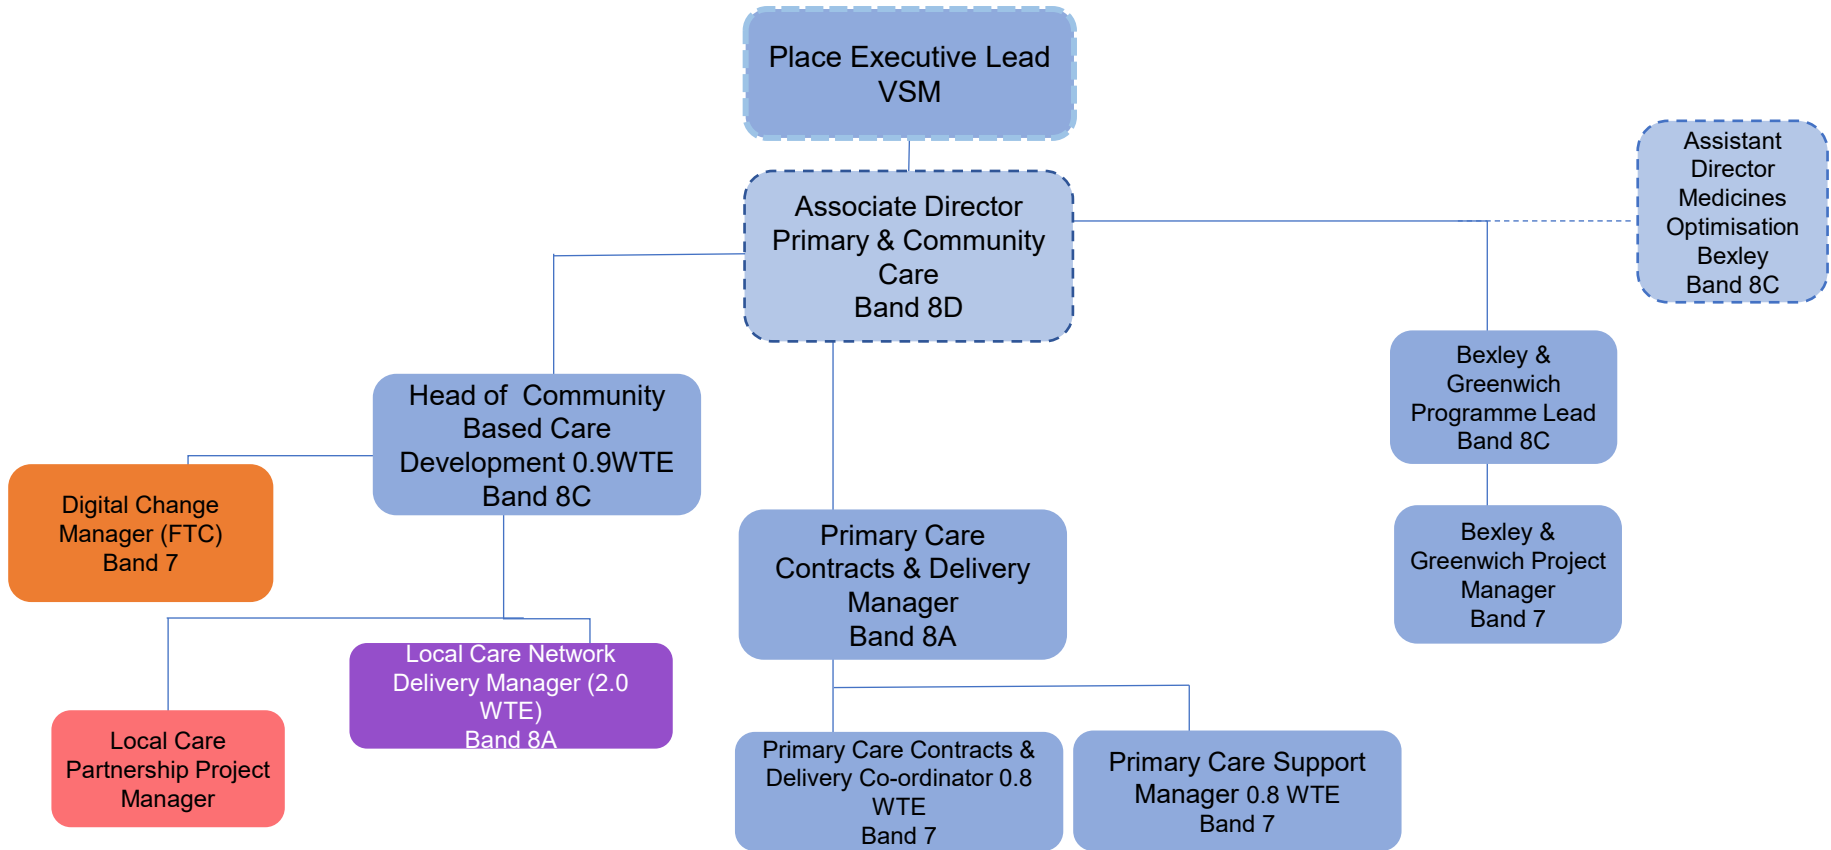 Place Executive Lead
VSM
Assistant
Director
Medicines
Optimisation
Bexley
Band 8C
Associate Director
Primary & Community
Care
Band 8D
Head of  Community
Based Care
Development 0.9WTE
Band 8C
Bexley &
Greenwich
Programme Lead
Band 8C
Digital Change
Manager (FTC)
Band 7
Primary Care
Contracts & Delivery
Manager
Band 8A
Bexley &
Greenwich Project
Manager
Band 7
Local Care Network
Delivery Manager (2.0
WTE)
Band 8A
Local Care
Partnership Project
Manager
Primary Care Contracts &
Delivery Co-ordinator 0.8
WTE
Band 7
Primary Care Support
Manager 0.8 WTE
Band 7